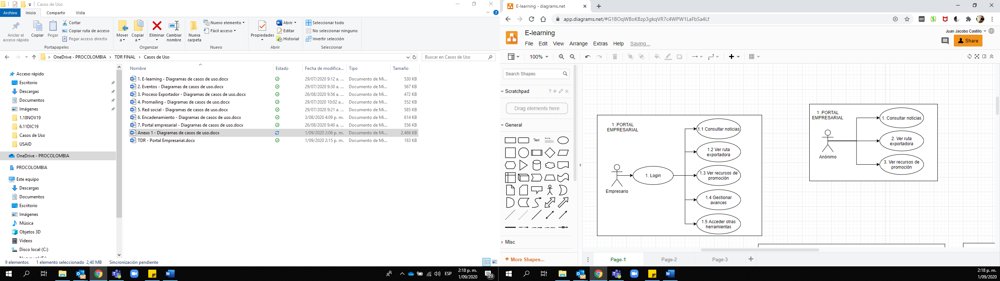 Casos de Uso
Archivo Inicio Compartir Vista
Anclar al acceso rápido
Copiar
Pegar
Cortar
Copiar ruta de acceso
Pegar acceso directo
Portapapeles
Mover a
Copiar a
Eliminar
Cambiar nombre
Organizar
Nueva carpeta
Nuevo elemento
Fácil acceso
Nuevo
Propiedades
Abrir
Editar
Historial
Abrir
Seleccionar todo
No seleccionar ninguno
Invertir selección
Seleccionar
OneDrive - PROCOLOMBIA > TDR FINAL > Casos de Uso
Buscar en Casos de Uso
Acceso rápido
Escritorio
Descargas
Documentos
Imágenes
1.18NOV19
6.11DIC19
Casos de Uso
USAID
OneDrive - PROCOLOMBIA
PROCOLOMBIA
Este equipo
Descargas
Documentos
Escritorio
Imágenes
Música
Objetos 3D
Videos
Disco local (C:)
Nombre Estado Fecha de modifica... Tipo Tamaño
1. E-learning - Diagramas de casos de uso.docx 29/07/2020 9:12 a. ... Documento de Mi... 530 KB
2. Eventos - Diagramas de casos de uso.docx 29/07/2020 9:30 a. ... Documento de Mi... 567 KB
3. Proceso Exportador - Diagramas de casos de uso.docx 26/08/2020 9:56 a. ... Documento de Mi... 472 KB
4. Promailing - Diagramas de casos de uso.docx 29/07/2020 10:02 a... Documento de Mi... 552 KB
5. Red social - Diagramas de casos de uso.docx 29/07/2020 9:21 a. ... Documento de Mi... 585 KB
6. Encadenamiento - Diagramas de casos de uso.docx 3/08/2020 4:09 p. m. Documento de Mi... 614 KB
7. Portal empresarial - Diagramas de casos de uso.docx 26/08/2020 9:40 a. ... Documento de Mi... 556 KB
Anexo 1 - Diagramas de casos de uso.docx 1/09/2020 2:06 p. m. Documento de Mi... 2.466 KB
TDR - Portal Empresarial.docx 1/09/2020 2:15 p. m. Documento de Mi... 183 KB
9 elementos 1 elemento seleccionado 2,40 MB Sincronización pendiente
ESP
2:18 p. m.
1/09/2020
20
E-learning - diagrams.net
app.diagrams.net/#G1BOqWBoKBzp3gkqVR7c4WPW1LaFbSa4Lf
OFF
E-learning
Juan Jacobo Castillo
File Edit View Arrange Extras Help Saving...
Share
100%
Search Shapes
Scratchpad
?
Drag elements here
General
Text
Heading
Misc
+ More Shapes...
1 .PORTAL
EMPRESARIAL
Empresario
1. Login
1.1 Consultar noticias
1.2 Ver ruta
exportadora
1.3 Ver recursos de
promoción
1.4 Gestionar
avances
1.5 Acceder otras
herramientas
1 .PORTAL
EMPRESARIAL
Anónimo
1. Consultar noticias
2. Ver ruta
exportadora
3. Ver recursos de
promoción
Page-1 Page-2 Page-3
2:18 p. m.
1/09/2020